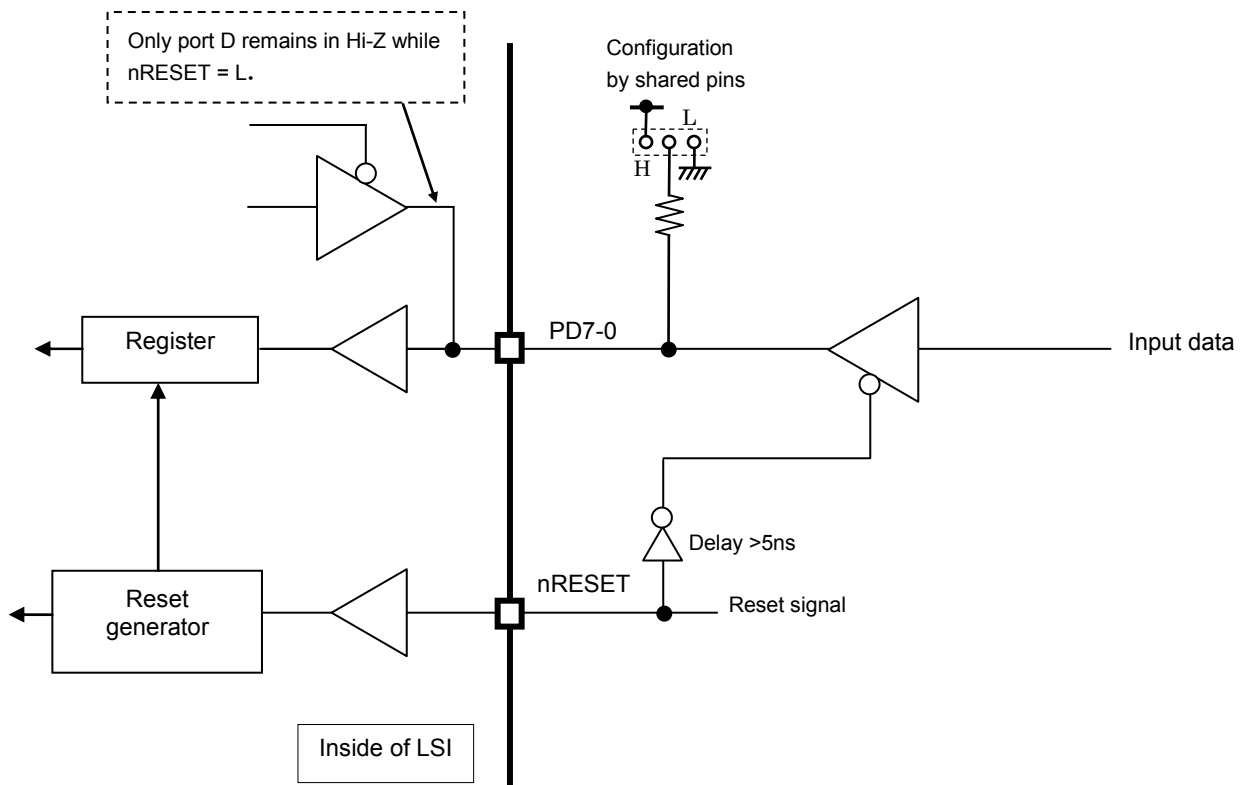 Only port D remains in Hi-Z while
nRESET = L.
Configuration
by shared pins
L
H
PD7-0
Register
Input data
Delay >5ns
nRESET
Reset
generator
Reset signal
Inside of LSI